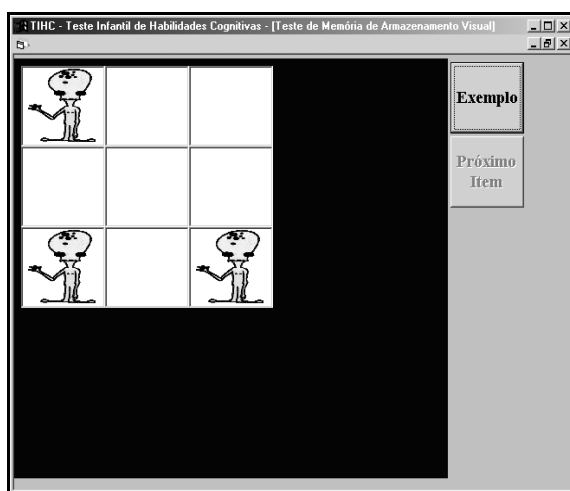 TIHC - Teste Infantil de Habilidades Cognitivas - [Teste de Memória de Armazenamento Visual]
Exemplo
Próximo
Item